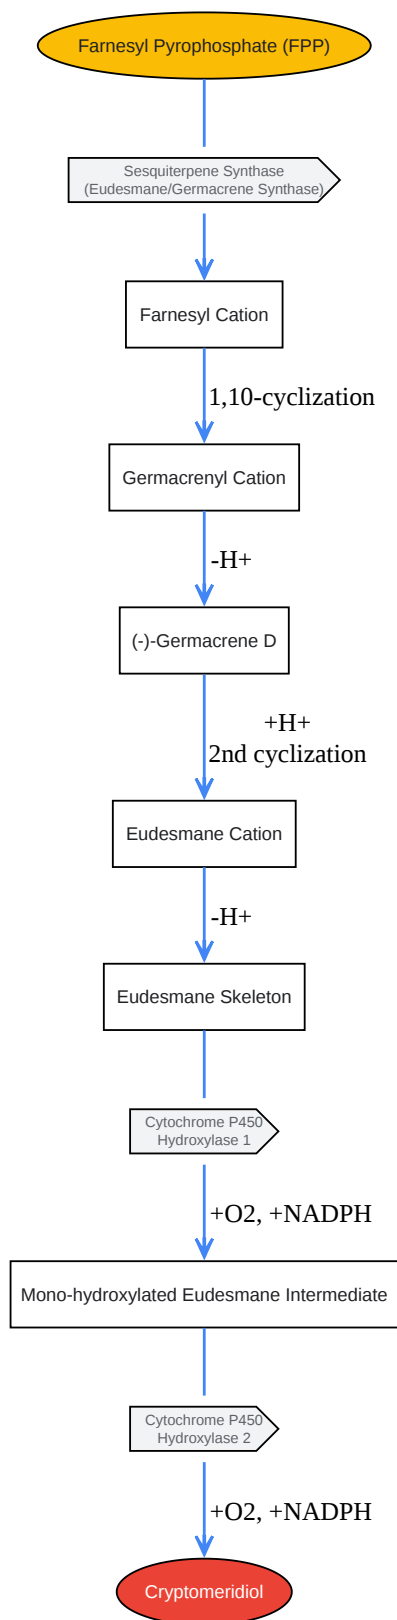 Farnesyl Pyrophosphate (FPP)
Sesquiterpene Synthase
(Eudesmane/Germacrene Synthase)
Farnesyl Cation
1,10-cyclization
Germacrenyl Cation
-H+
(-)-Germacrene D
+H+
2nd cyclization
Eudesmane Cation
-H+
Eudesmane Skeleton
Cytochrome P450
Hydroxylase 1
+O2, +NADPH
Mono-hydroxylated Eudesmane Intermediate
Cytochrome P450
Hydroxylase 2
+O2, +NADPH
Cryptomeridiol